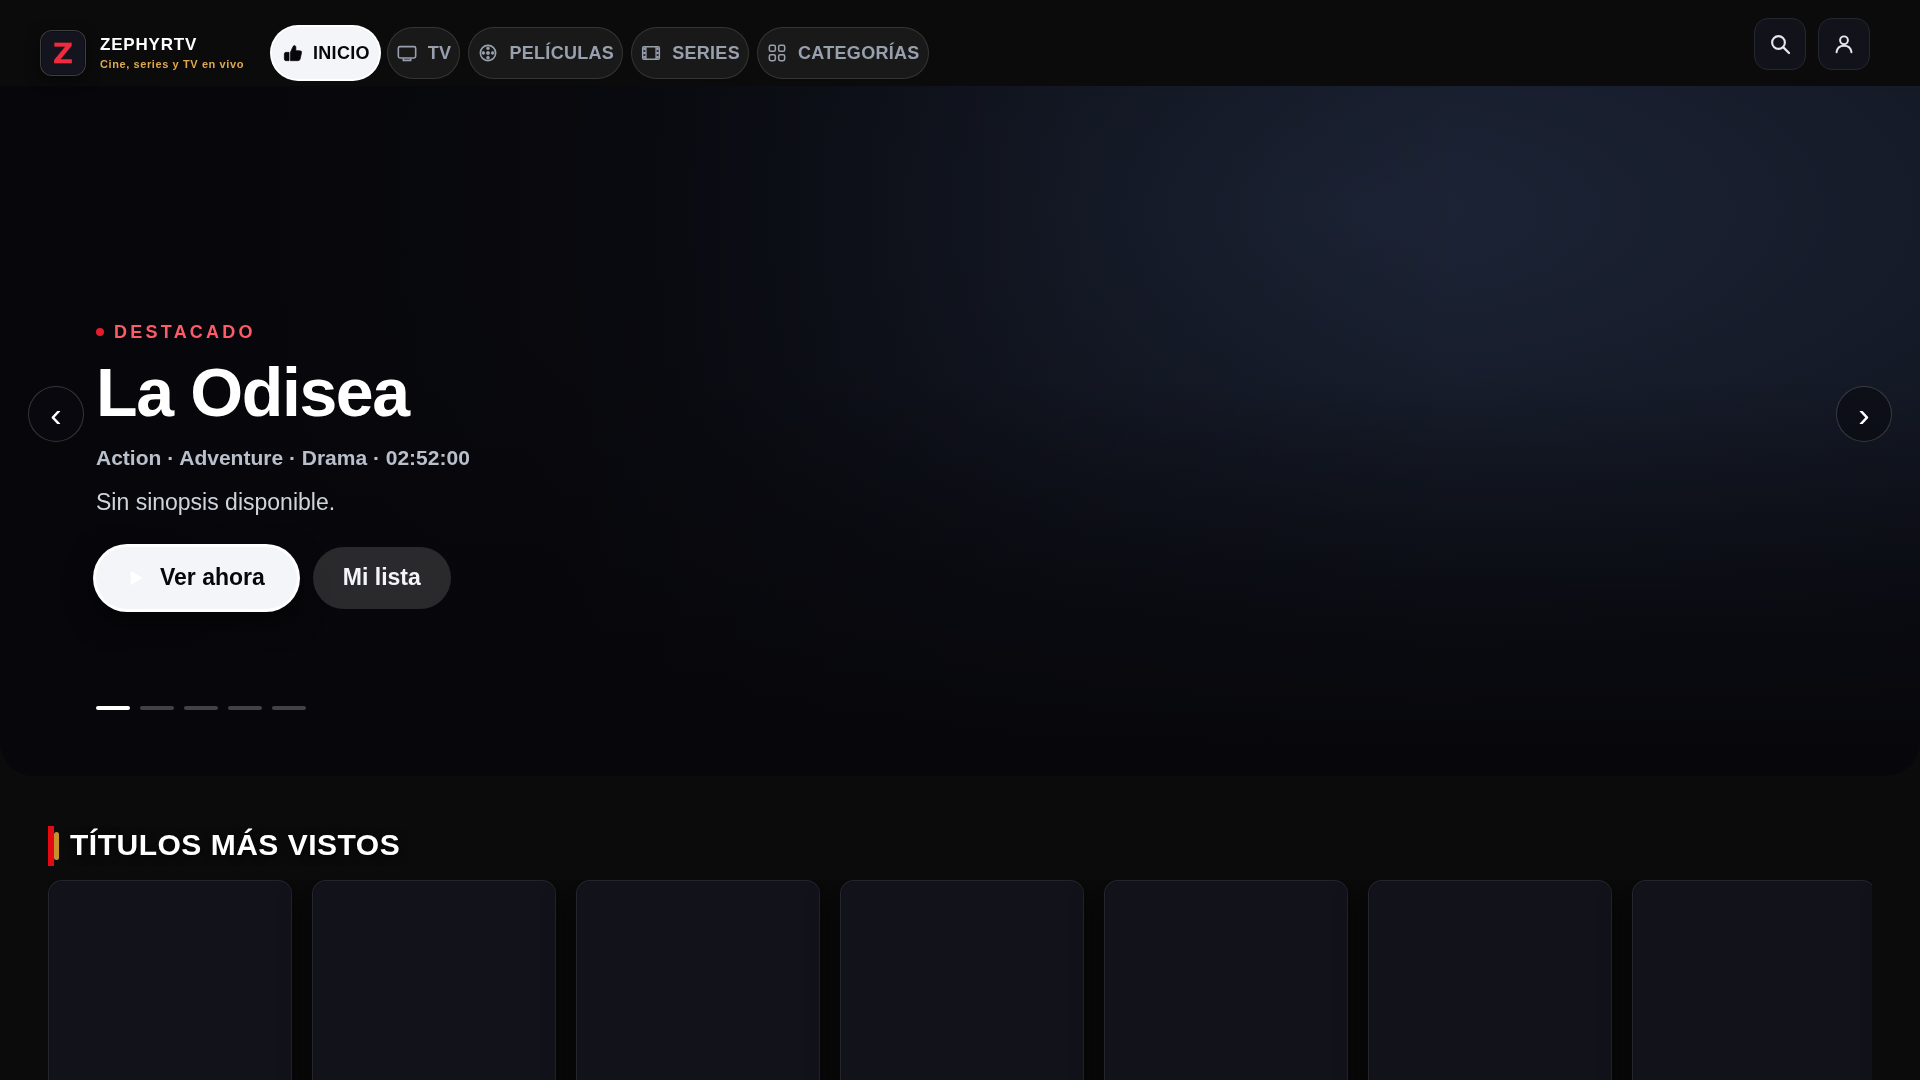 ZEPHYRTV
Cine, series y TV en vivo
INICIO
TV
PELÍCULAS
SERIES
CATEGORÍAS
DESTACADO
La Odisea
Action · Adventure · Drama · 02:52:00
Sin sinopsis disponible.
Ver ahora
Mi lista
TÍTULOS MÁS VISTOS